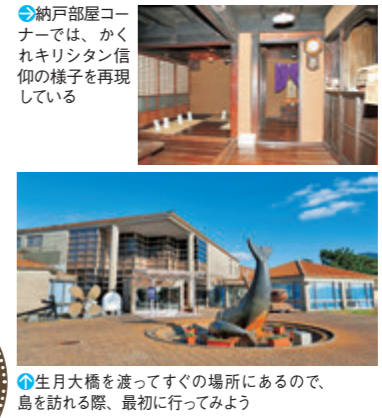 ➔納戸部屋コー
ナーでは、かく
れキリシタン信
仰の様子を再現
している
⬆生月大橋を渡ってすぐの場所にあるので、
島を訪れる際、最初に行ってみよう